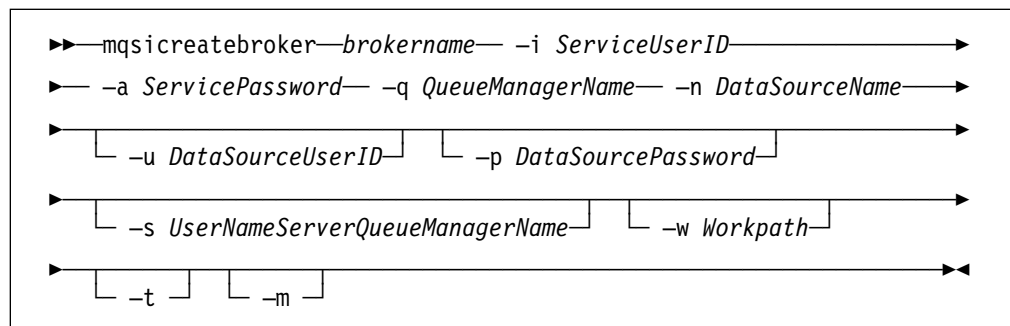 mqsicreatebroker brokername –i ServiceUserID
–a ServicePassword –q QueueManagerName –n DataSourceName
–u DataSourceUserID –p DataSourcePassword
–s UserNameServerQueueManagerName –w Workpath
–t –m